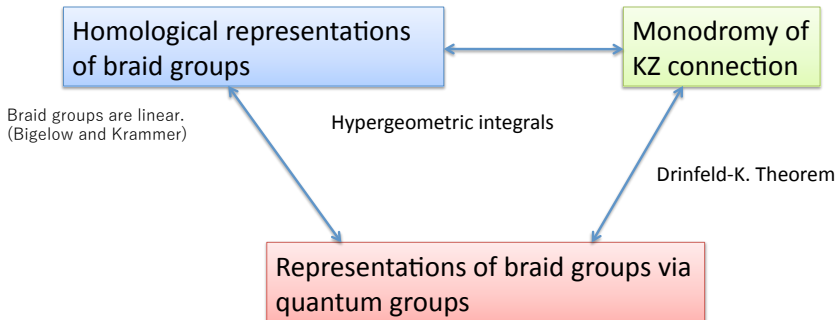 Homological representations
of braid groups
Monodromy of
KZ connection
Braid groups are linear.
(Bigelow and Krammer)
Hypergeometric integrals
Drinfeld-K. Theorem
Representations of braid groups via
quantum groups